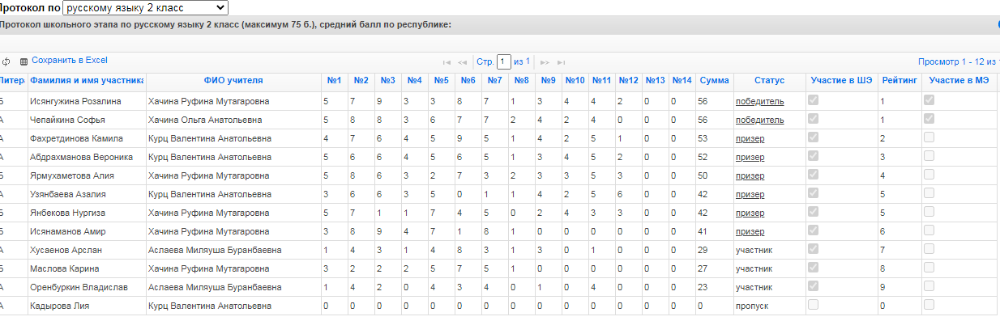 Протокол по русскому языку 2 класс
Протокол школьного этапа по русскому языку 2 класс (максимум 75 б.), средний балл по республике:
Сохранить в Excel Стр. 1 из 1 Просмотр 1 - 12 из
Литера Фамилия и имя участника ФИО учителя №1 №2 №3 №4 №5 №6 №7 №8 №9 №10 №11 №12 №13 №14 Сумма Статус Участие в ШЭ Рейтинг Участие в МЭ
Б Исянгужина Розалина Хачина Руфина Мутагаровна 5 7 9 3 3 8 7 1 3 4 4 2 0 0 56 победитель 1
А Чепайкина Софья Хачина Ольга Анатольевна 5 8 8 3 6 7 7 2 4 2 4 0 0 0 56 победитель 1
А Фахретдинова Камила Курц Валентина Анатольевна 4 7 6 4 5 9 5 1 4 2 5 1 0 0 53 призер 2
А Абдрахманова Вероника Курц Валентина Анатольевна 5 6 6 4 5 6 5 1 3 4 5 2 0 0 52 призер 3
Б Ярмухаметова Алия Хачина Руфина Мутагаровна 5 8 6 3 2 7 3 2 3 3 5 3 0 0 50 призер 4
А Узянбаева Азалия Курц Валентина Анатольевна 3 6 6 3 5 0 1 1 4 2 5 6 0 0 42 призер 5
Б Янбекова Нургиза Хачина Руфина Мутагаровна 5 7 1 1 7 4 5 0 2 4 3 3 0 0 42 призер 5
Б Исянаманов Амир Хачина Руфина Мутагаровна 3 8 9 4 7 1 8 1 0 0 0 0 0 0 41 призер 6
А Хусаенов Арслан Аслаева Миляуша Буранбаевна 1 4 3 1 4 8 3 1 3 0 1 0 0 0 29 участник 7
Б Маслова Карина Хачина Руфина Мутагаровна 3 2 2 2 5 7 5 1 0 0 0 0 0 0 27 участник 8
А Оренбуркин Владислав Аслаева Миляуша Буранбаевна 1 4 2 0 4 3 4 0 1 0 4 0 0 0 23 участник 9
А Кадырова Лия Курц Валентина Анатольевна 0 0 0 0 0 0 0 0 0 0 0 0 0 0 0 пропуск 0